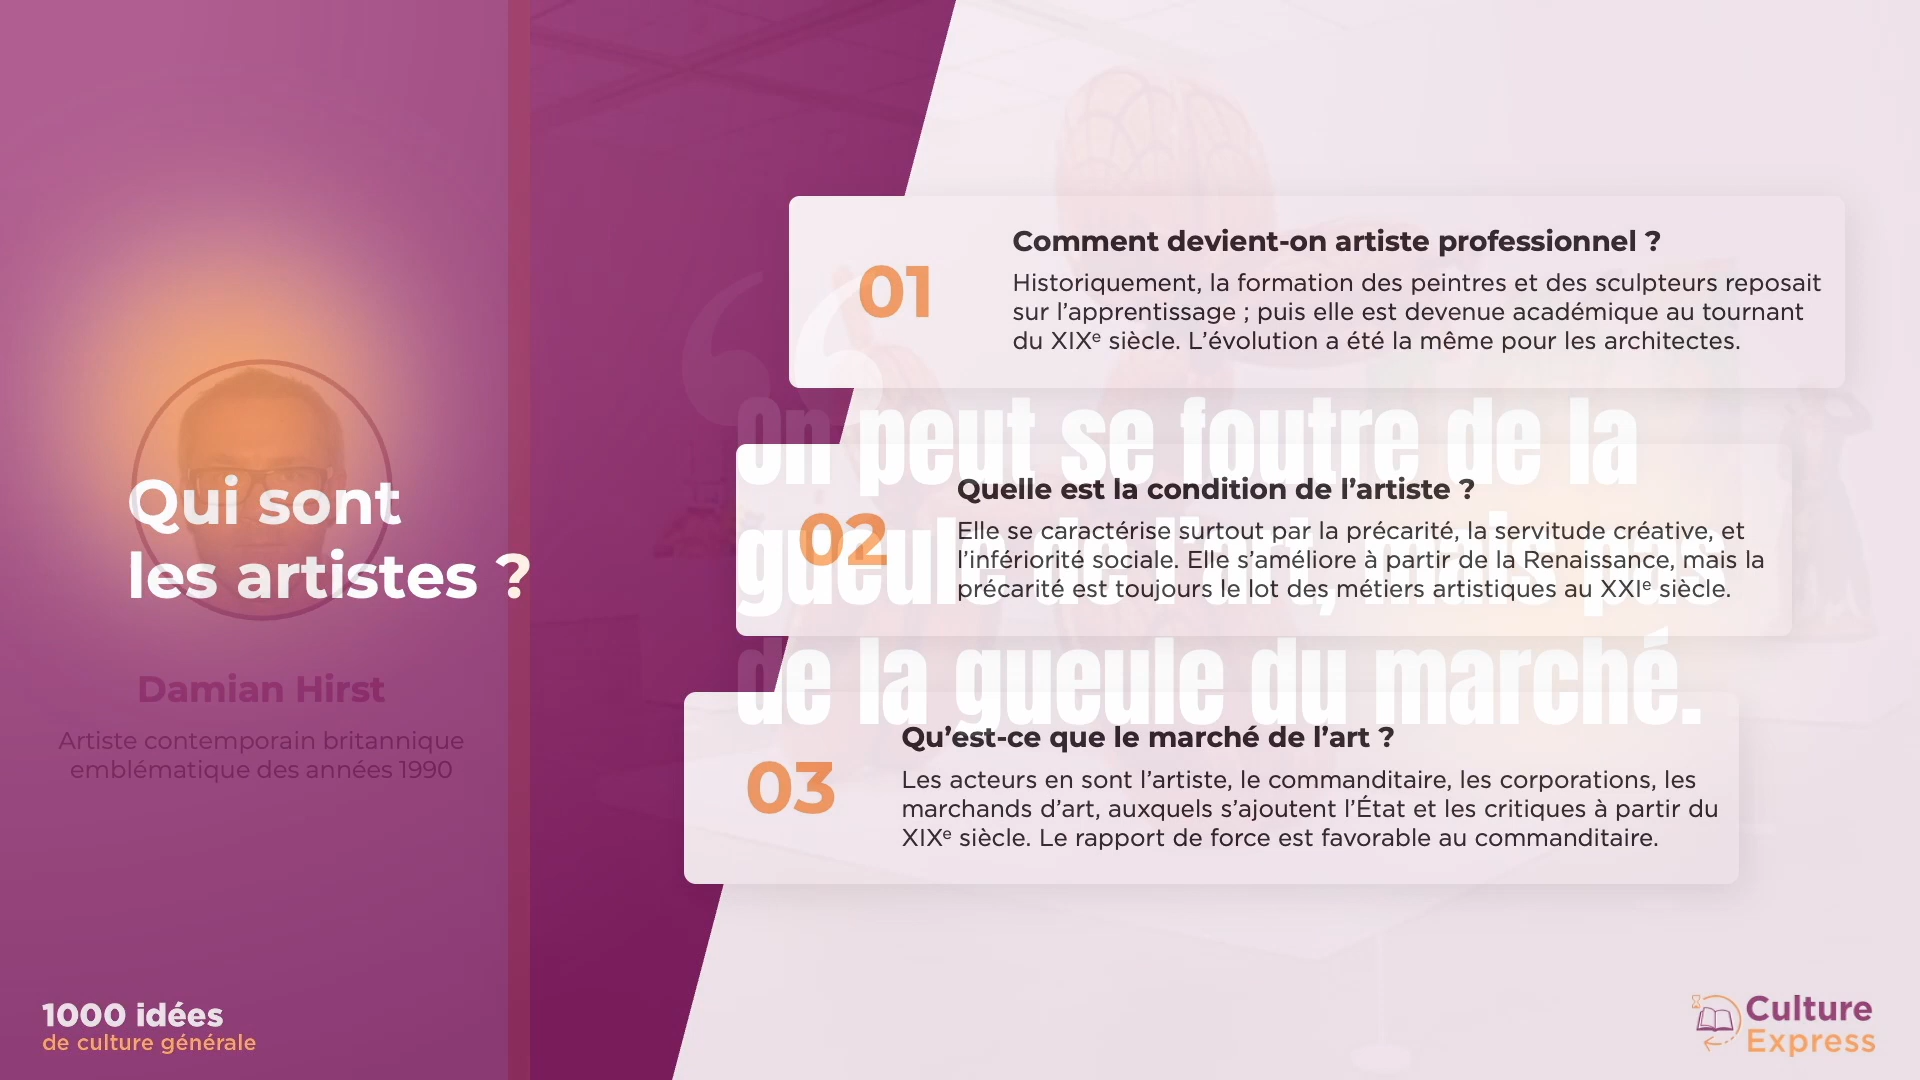 Qui sont
les artistes ?
Damian Hirst
Artiste contemporain britannique
emblématique des années 1990
1000 idées
de culture générale
“
On peut se foutre de la
gueule de l’art, mais pas
de la gueule du marché.
01
Comment devient-on artiste professionnel ?
Historiquement, la formation des peintres et des sculpteurs reposait
sur l’apprentissage ; puis elle est devenue académique au tournant
du XIXᵉ siècle. L’évolution a été la même pour les architectes.
02
Quelle est la condition de l’artiste ?
Elle se caractérise surtout par la précarité, la servitude créative, et
l’infériorité sociale. Elle s’améliore à partir de la Renaissance, mais la
précarité est toujours le lot des métiers artistiques au XXIᵉ siècle.
03
Qu’est-ce que le marché de l’art ?
Les acteurs en sont l’artiste, le commanditaire, les corporations, les
marchands d’art, auxquels s’ajoutent l’État et les critiques à partir du
XIXᵉ siècle. Le rapport de force est favorable au commanditaire.
Culture
Express